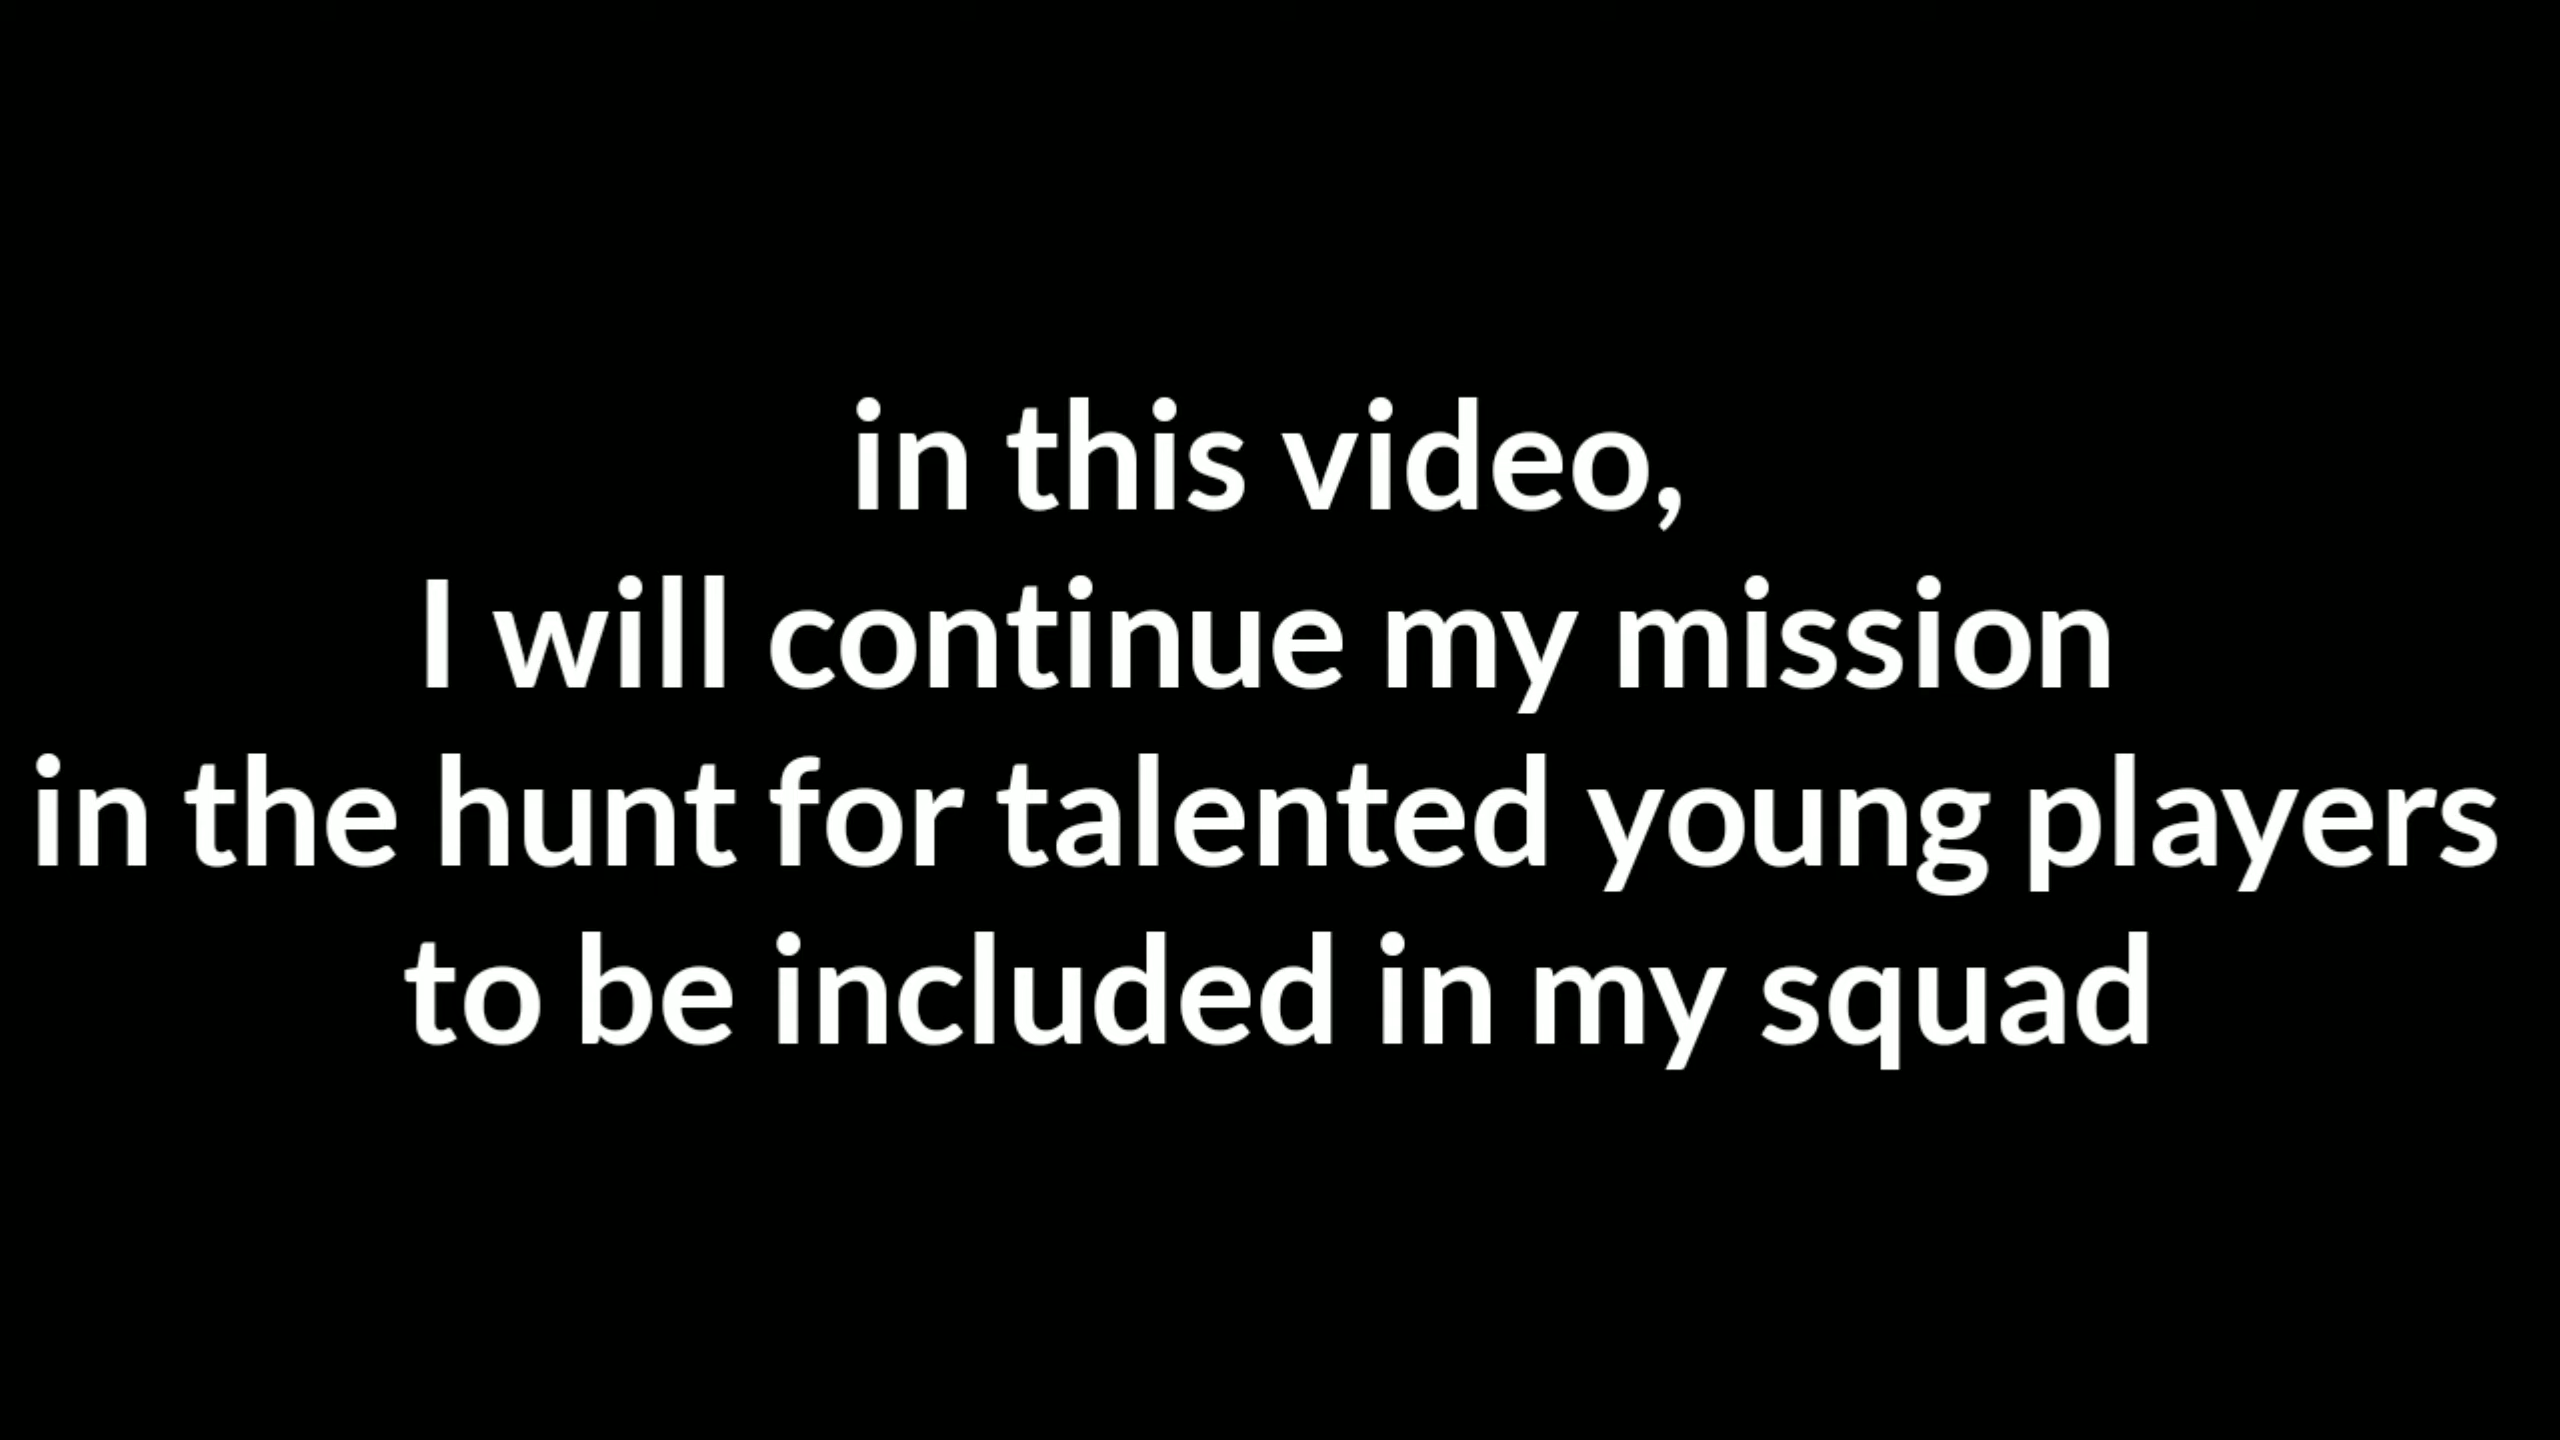 in this video,
I will continue my mission
in the hunt for talented young players
to be included in my squad